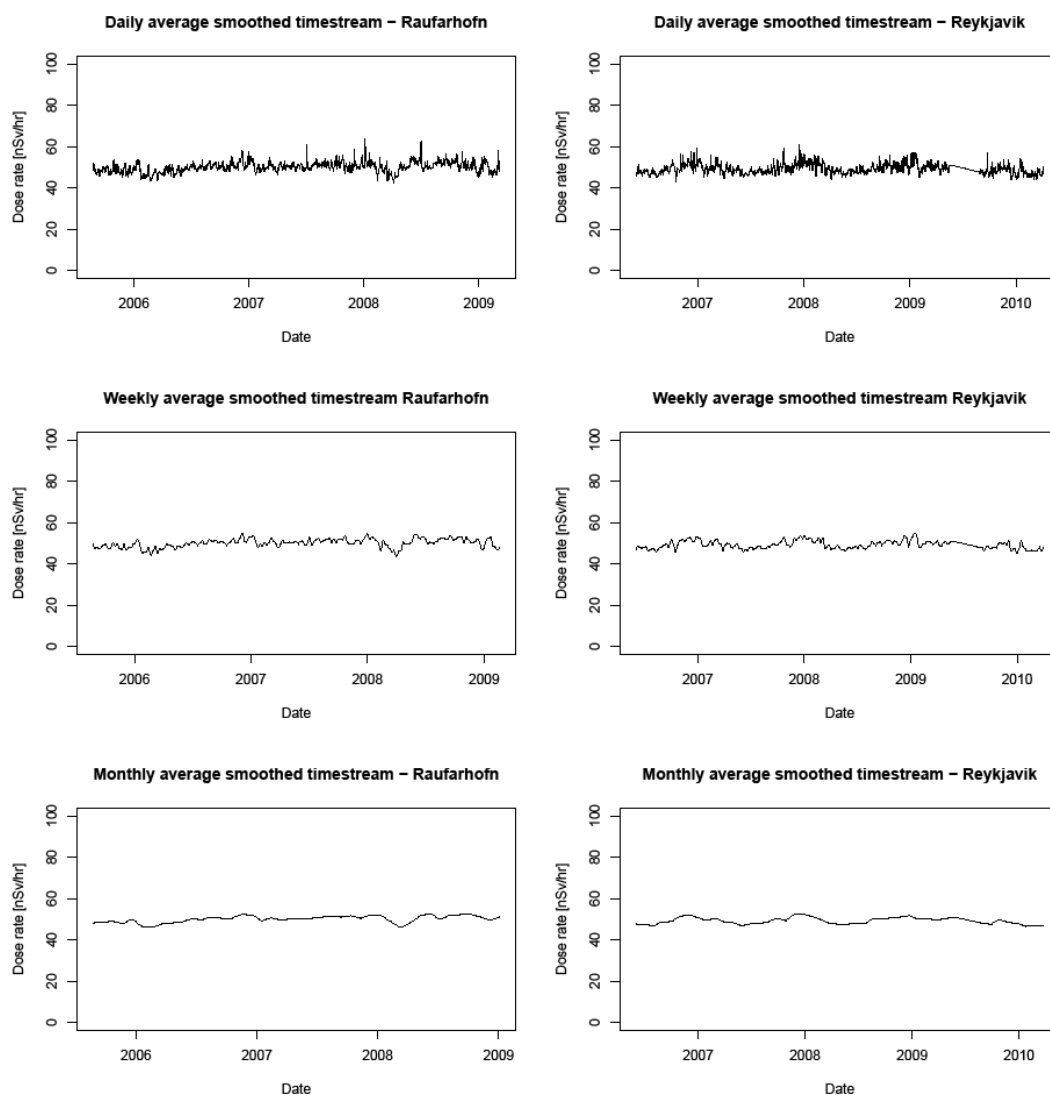 Daily average smoothed timestream − Raufarhofn
Dose rate [nSv/hr]
100
80
60
40
20
0
2006 2007 2008 2009
Date
Daily average smoothed timestream − Reykjavik
Dose rate [nSv/hr]
100
80
60
40
20
0
2007 2008 2009 2010
Date
Weekly average smoothed timestream Raufarhofn
Dose rate [nSv/hr]
100
80
60
40
20
0
2006 2007 2008 2009
Date
Weekly average smoothed timestream Reykjavik
Dose rate [nSv/hr]
100
80
60
40
20
0
2007 2008 2009 2010
Date
Monthly average smoothed timestream − Raufarhofn
Dose rate [nSv/hr]
100
80
60
40
20
0
2006 2007 2008 2009
Date
Monthly average smoothed timestream − Reykjavik
Dose rate [nSv/hr]
100
80
60
40
20
0
2007 2008 2009 2010
Date